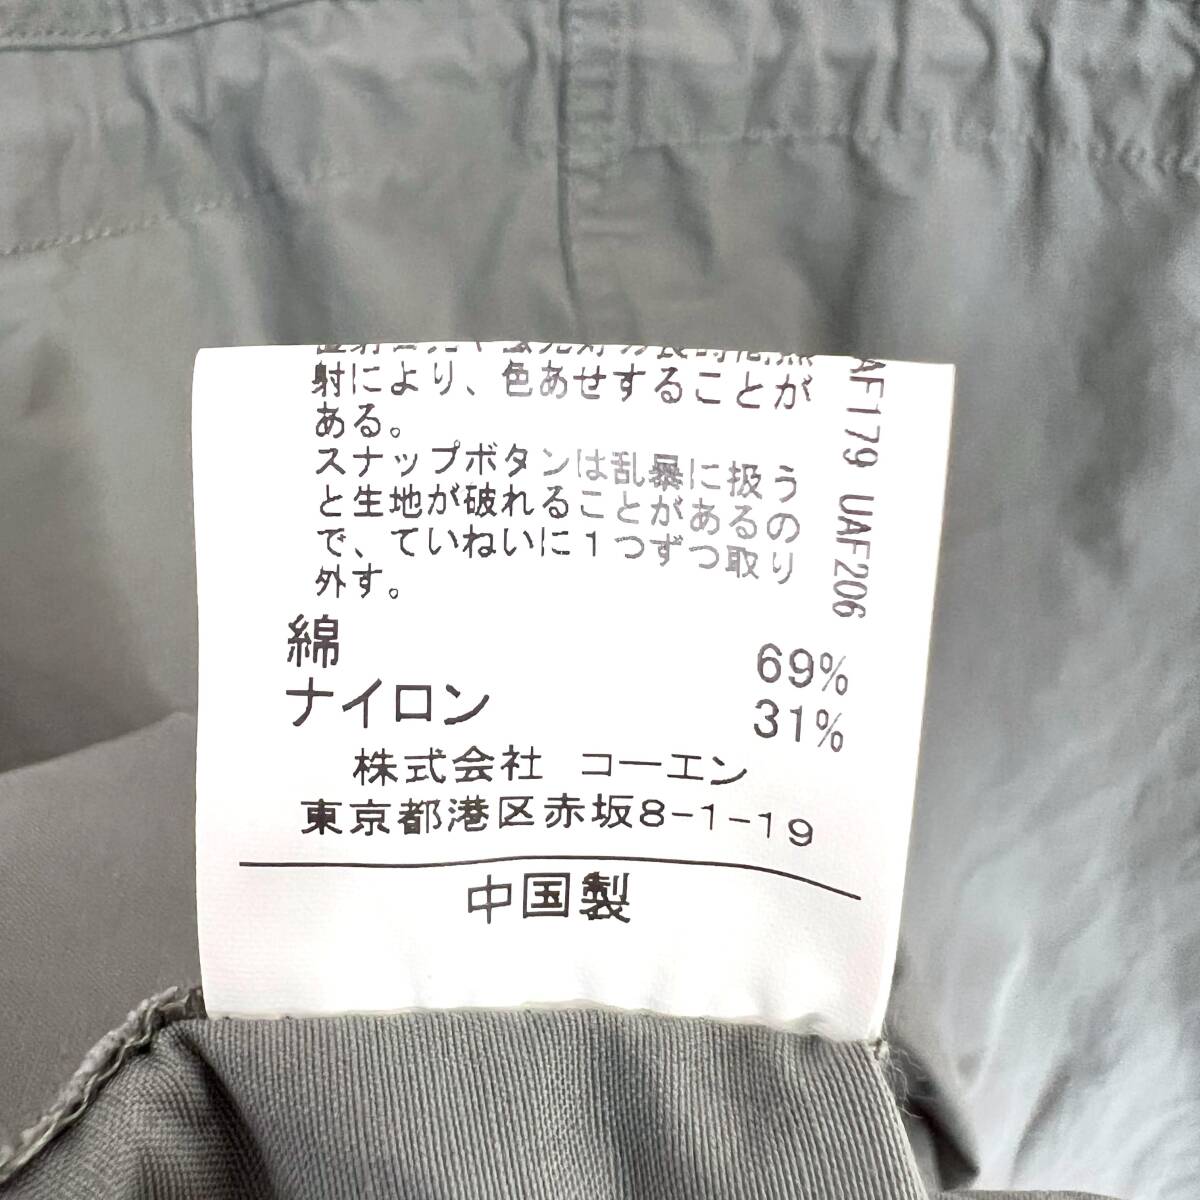 射により、色あせすることが
ある。
スナップボタンは乱暴に扱う
と生地が破れることがあるの
で、ていねいに1つずつ取り
外す。
綿 69%
ナイロン 31%
株式会社 コーエン
東京都港区赤坂8-1-19
中国製
AF179 UAF206